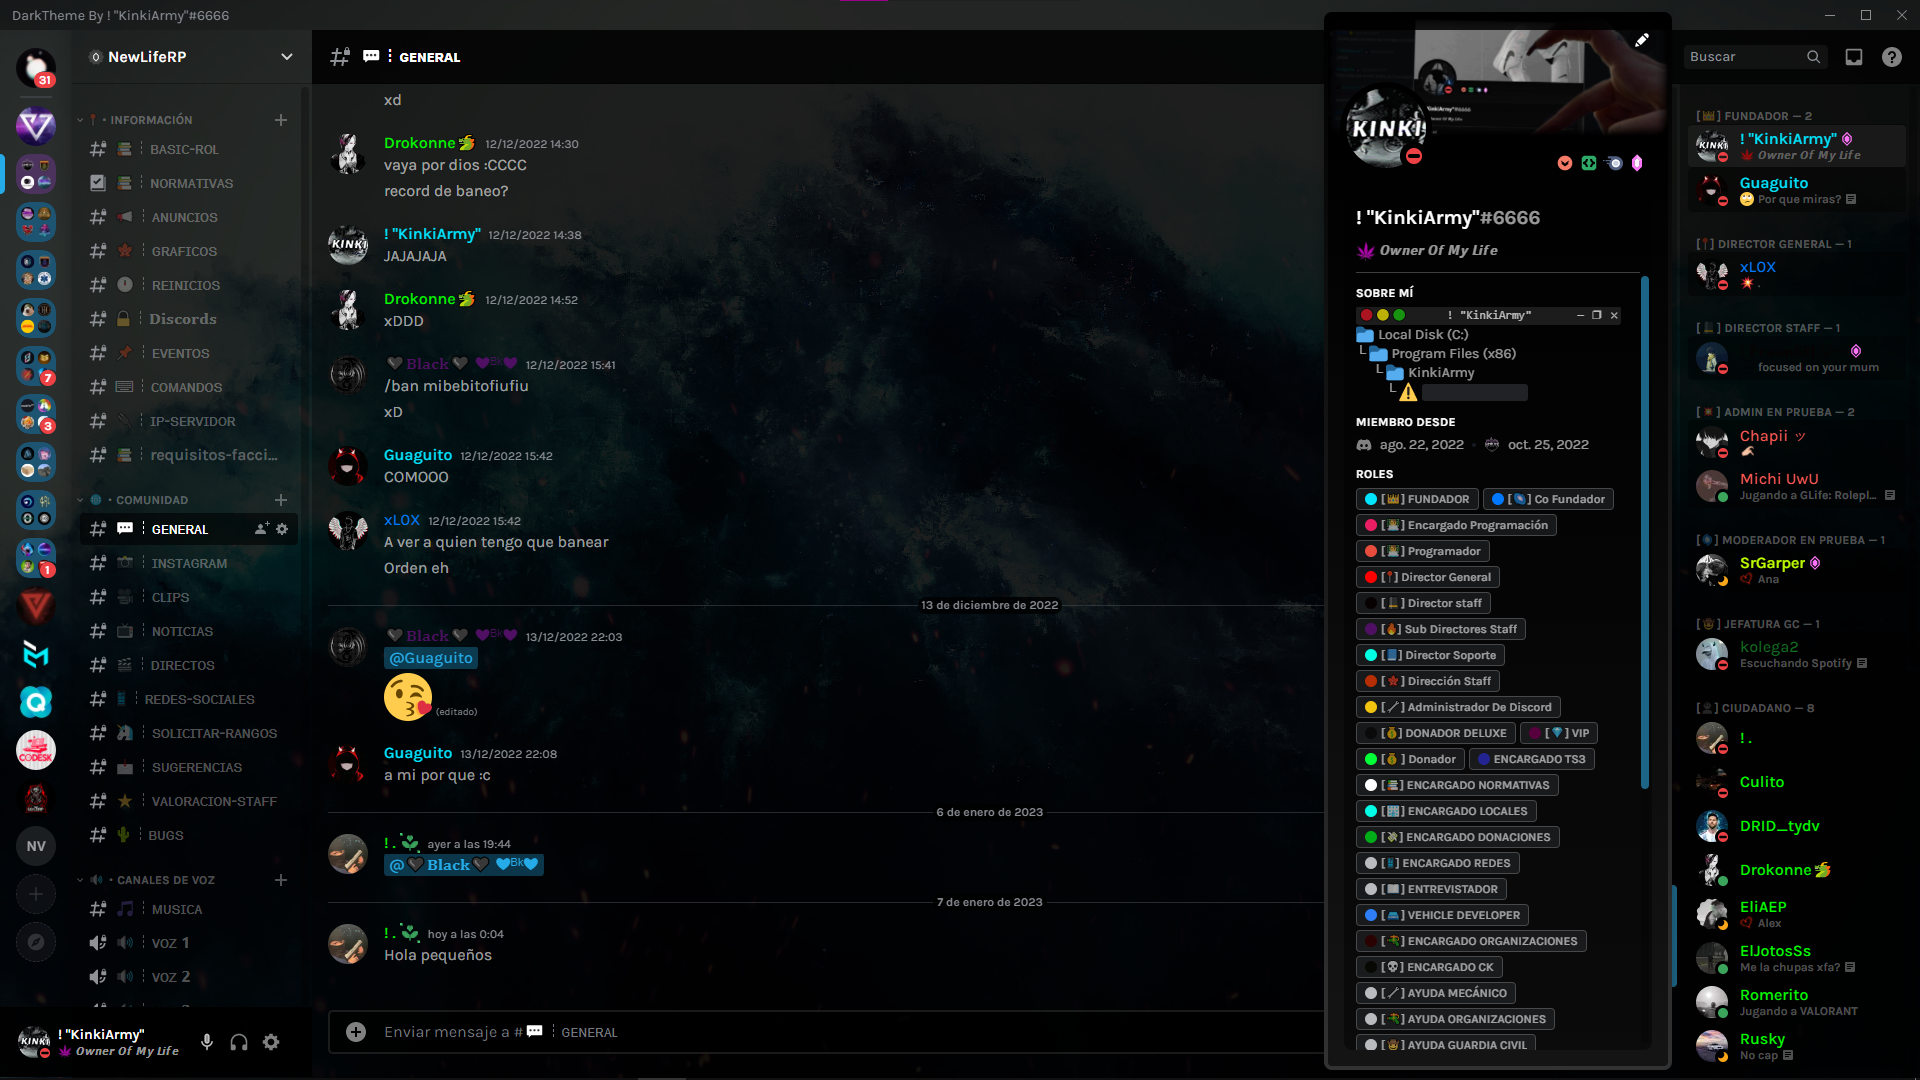 DarkTheme By ! "KinkiArmy"#6666
31
7
3
1
CODESK
NV
NewLifeRP
INFORMACIÓN
BASIC-ROL
NORMATIVAS
ANUNCIOS
GRAFICOS
REINICIOS
Discords
EVENTOS
COMANDOS
IP-SERVIDOR
requisitos-facci...
COMUNIDAD
GENERAL
INSTAGRAM
CLIPS
NOTICIAS
DIRECTOS
REDES-SOCIALES
SOLICITAR-RANGOS
SUGERENCIAS
VALORACION-STAFF
BUGS
CANALES DE VOZ
MUSICA
VOZ 1
VOZ 2
! "KinkiArmy"
Owner Of My Life
GENERAL
xd
Drokonne🐲 12/12/2022 14:30
vaya por dios :CCCC
record de baneo?
! "KinkiArmy" 12/12/2022 14:38
JAJAJAJA
Drokonne🐲 12/12/2022 14:52
xDDD
🖤Black🖤 💜ᴮᵏ💜 12/12/2022 15:41
/ban mibebitofiufiu
xD
Guaguito 12/12/2022 15:42
COMOOO
xLOX 12/12/2022 15:42
A ver a quien tengo que banear
Orden eh
13 de diciembre de 2022
🖤Black🖤 💜ᴮᵏ💜 13/12/2022 22:03
@Guaguito
😘 (editado)
Guaguito 13/12/2022 22:08
a mi por que :c
6 de enero de 2023
! . ayer a las 19:44
@🖤Black🖤 💙ᴮᵏ💙
7 de enero de 2023
! . hoy a las 0:04
Hola pequeños
Enviar mensaje a #💬⋮GENERAL
KINKI
! "KinkiArmy"#6666
Owner Of My Life
SOBRE MÍ
! "KinkiArmy"
Local Disk (C:)
└ Program Files (x86)
└ KinkiArmy
└ ⚠️
MIEMBRO DESDE
ago. 22, 2022 • oct. 25, 2022
ROLES
[👑] FUNDADOR
[🌌] Co Fundador
[👨‍💻] Encargado Programación
[👨‍💻] Programador
[📍] Director General
[📓] Director staff
[🔥] Sub Directores Staff
[📘] Director Soporte
[🌺] Dirección Staff
[🔧] Administrador De Discord
[💰] DONADOR DELUXE
[💎] VIP
[💰] Donador
ENCARGADO TS3
[📚] ENCARGADO NORMATIVAS
[🏢] ENCARGADO LOCALES
[💸] ENCARGADO DONACIONES
[📱] ENCARGADO REDES
[📖] ENTREVISTADOR
[🚘] VEHICLE DEVELOPER
[🔫] ENCARGADO ORGANIZACIONES
[💀] ENCARGADO CK
[🔧] AYUDA MECÁNICO
[🔫] AYUDA ORGANIZACIONES
[👮] AYUDA GUARDIA CIVIL
Buscar
[👑] FUNDADOR — 2
! "KinkiArmy"
Owner Of My Life
Guaguito
🙄 Por que miras?
[📍] DIRECTOR GENERAL — 1
xLOX
💥 .
[📓] DIRECTOR STAFF — 1
focused on your mum
[💥] ADMIN EN PRUEBA — 2
Chapii ッ
Michi UwU
Jugando a GLife: Rolepl...
[🌀] MODERADOR EN PRUEBA — 1
SrGarper
Ana
[👮] JEFATURA GC — 1
kolega2
Escuchando Spotify
[👤] CIUDADANO — 8
! .
Culito
DRID_tydv
Drokonne🐲
EliAEP
Alex
ElJotosSs
Me la chupas xfa?
Romerito
Jugando a VALORANT
Rusky
No cap